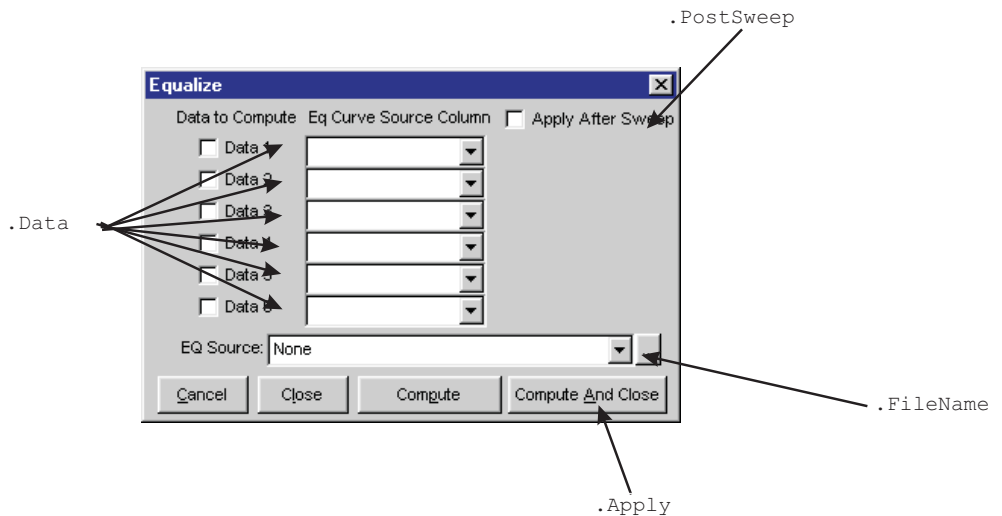 .PostSweep
Equalize
Data to Compute Eq Curve Source Column Apply After Sweep
Data 1
Data 2
Data 3
.Data
Data 4
Data 5
Data 6
EQ Source: None
Cancel Close Compute Compute And Close
.FileName
.Apply